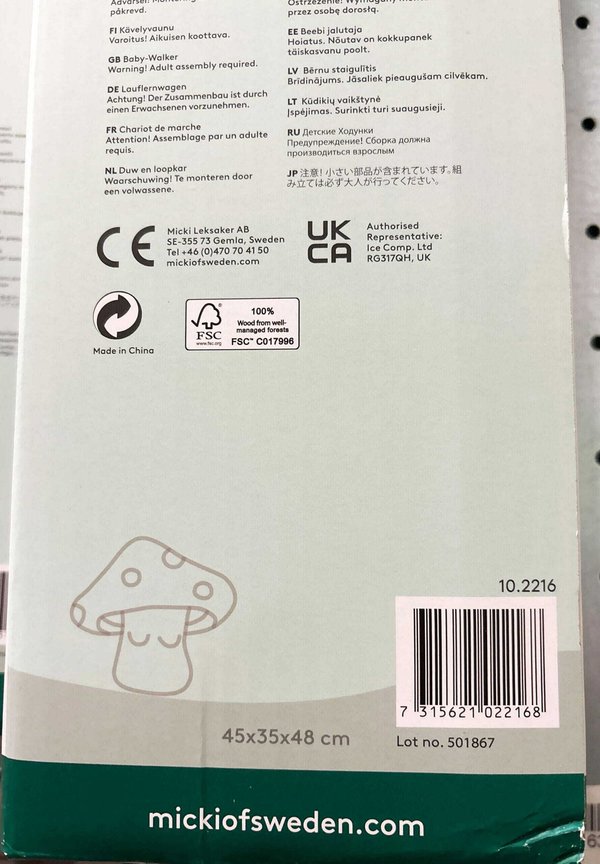 påkrevd.
FI Kävelyvaunu
Varoitus! Aikuisen koottava.
GB Baby-Walker
Warning! Adult assembly required.
DE Lauflernwagen
Achtung! Der Zusammenbau ist durch
einen Erwachsenen vorzunehmen.
FR Chariot de marche
Attention! Assemblage par un adulte
requis.
NL Duw en loopkar
Waarschuwing! Te monteren door
een volwassene.
przez osobę dorosłą.
EE Beebi jalutaja
Hoiatus. Nõutav on kokkupanek
täiskasvanu poolt.
LV Bērnu staigulītis
Brīdinājums. Jāsaliek pieaugušam cilvēkam.
LT Kūdikių vaikštynė
Įspėjimas. Surinkti turi suaugusieji.
RU Детские Ходунки
Предупреждение! Сборка должна
производиться взрослым
JP 注意! 小さい部品が含まれています。組
み立ては必ず大人が行ってください。
CE
Micki Leksaker AB
SE-355 73 Gemla, Sweden
Tel +46 (0)470 70 41 50
mickiofsweden.com
UK
CA
Authorised
Representative:
Ice Comp. Ltd
RG317QH, UK
Made in China
FSC
www.fsc.org
100%
Wood from well-
managed forests
FSC™ C017996
10.2216
7 315621 022168
45x35x48 cm
Lot no. 501867
mickiofsweden.com